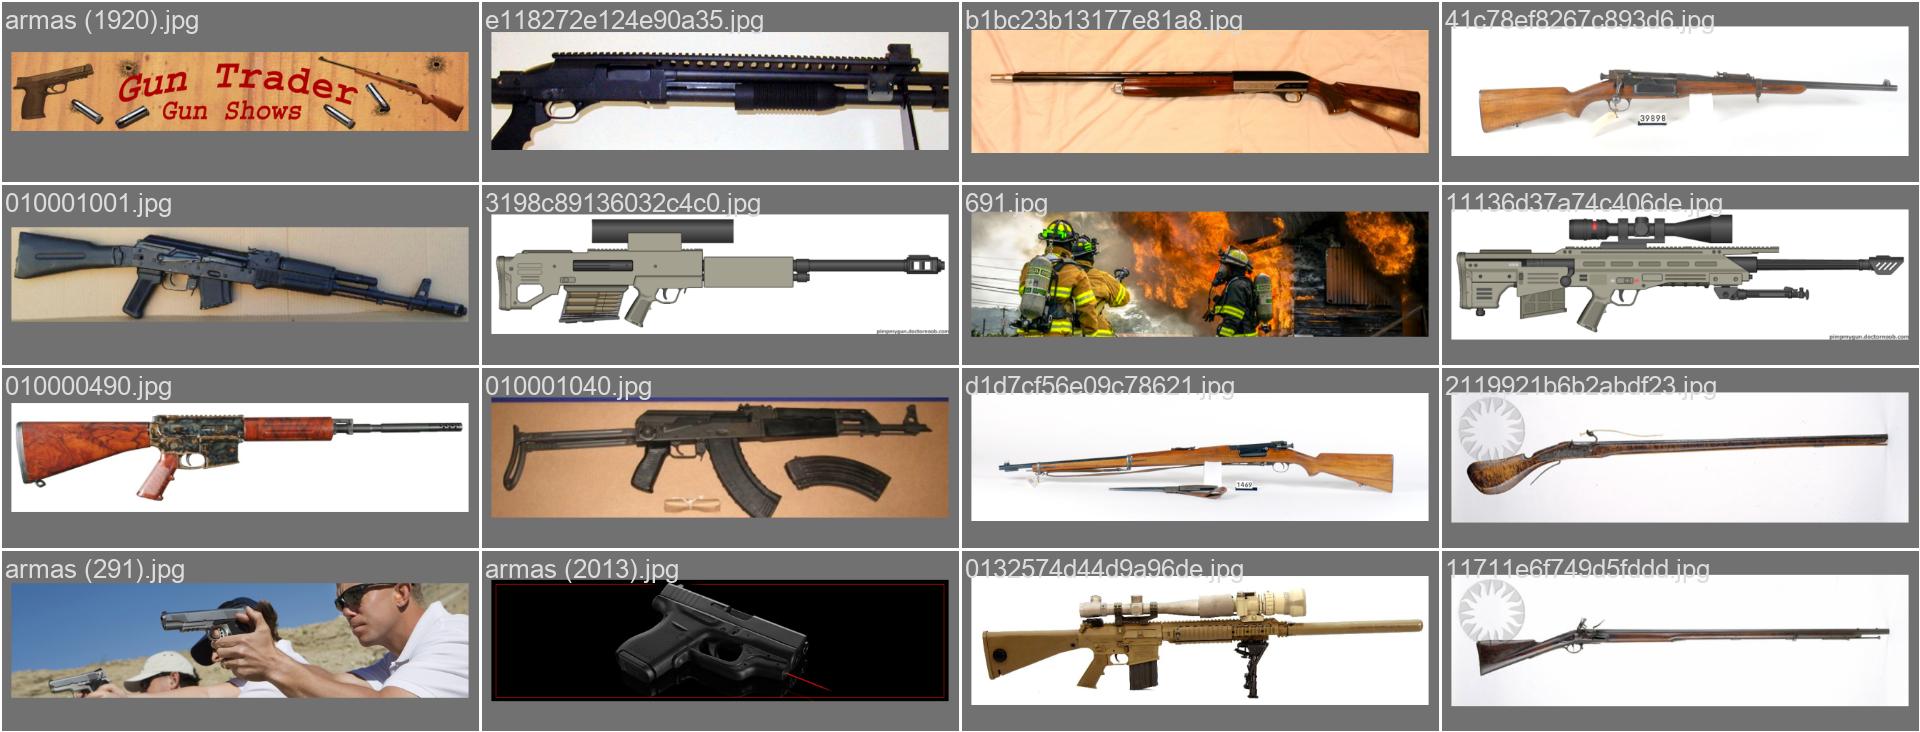 armas (1920).jpg
e118272e124e90a35.jpg
b1bc23b13177e81a8.jpg
41c78ef8267c893d6.jpg
Gun Trader
Gun Shows
39898
010001001.jpg
3198c89136032c4c0.jpg
691.jpg
11136d37a74c406de.jpg
pimpmygun.doctornoob.com
pimpmygun.doctornoob.com
010000490.jpg
010001040.jpg
d1d7cf56e09c78621.jpg
2119921b6b2abdf23.jpg
1469
armas (291).jpg
armas (2013).jpg
0132574d44d9a96de.jpg
11711e6f749d5fddd.jpg